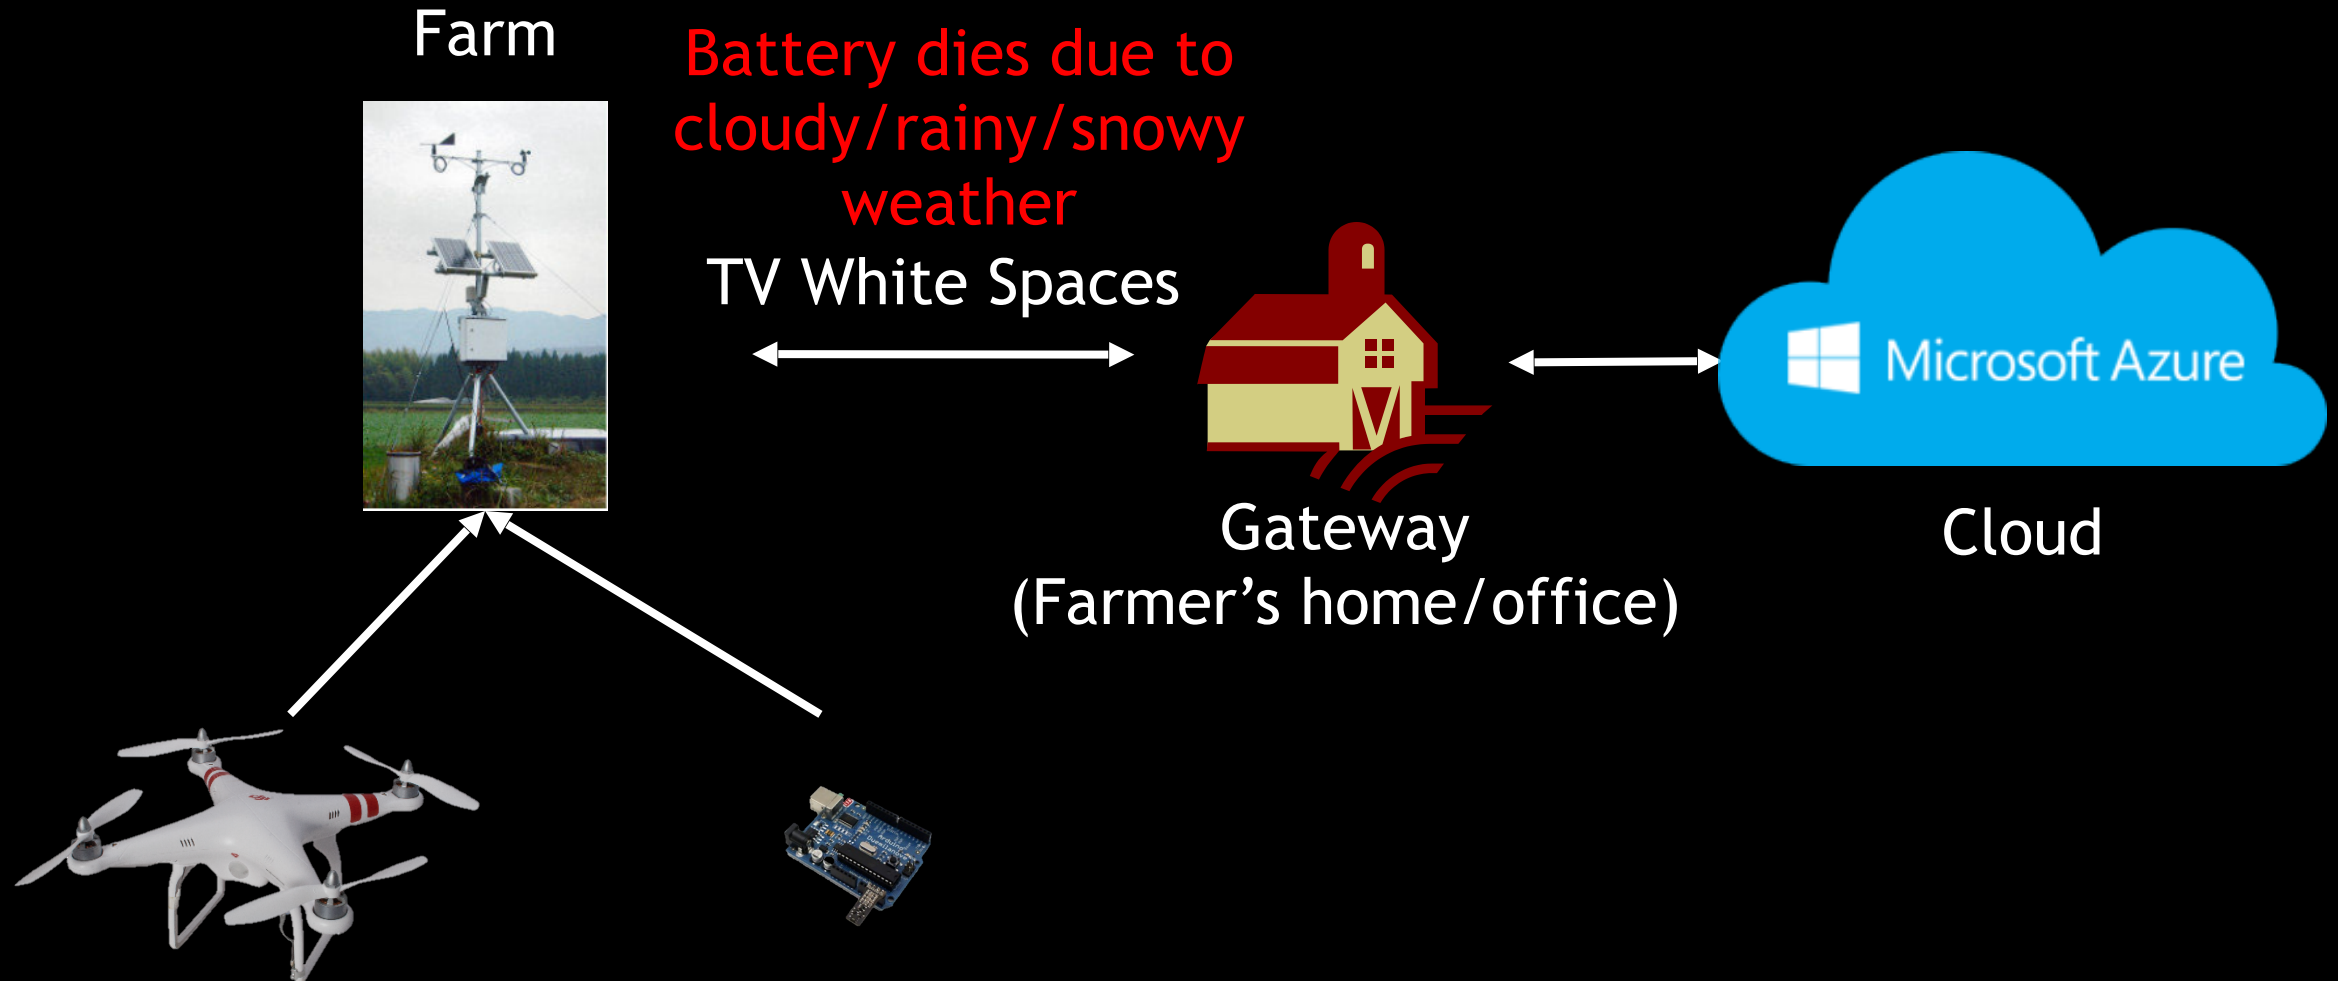 Farm
Battery dies due to
cloudy/rainy/snowy
weather
TV White Spaces
Microsoft Azure
Gateway
(Farmer’s home/office)
Cloud